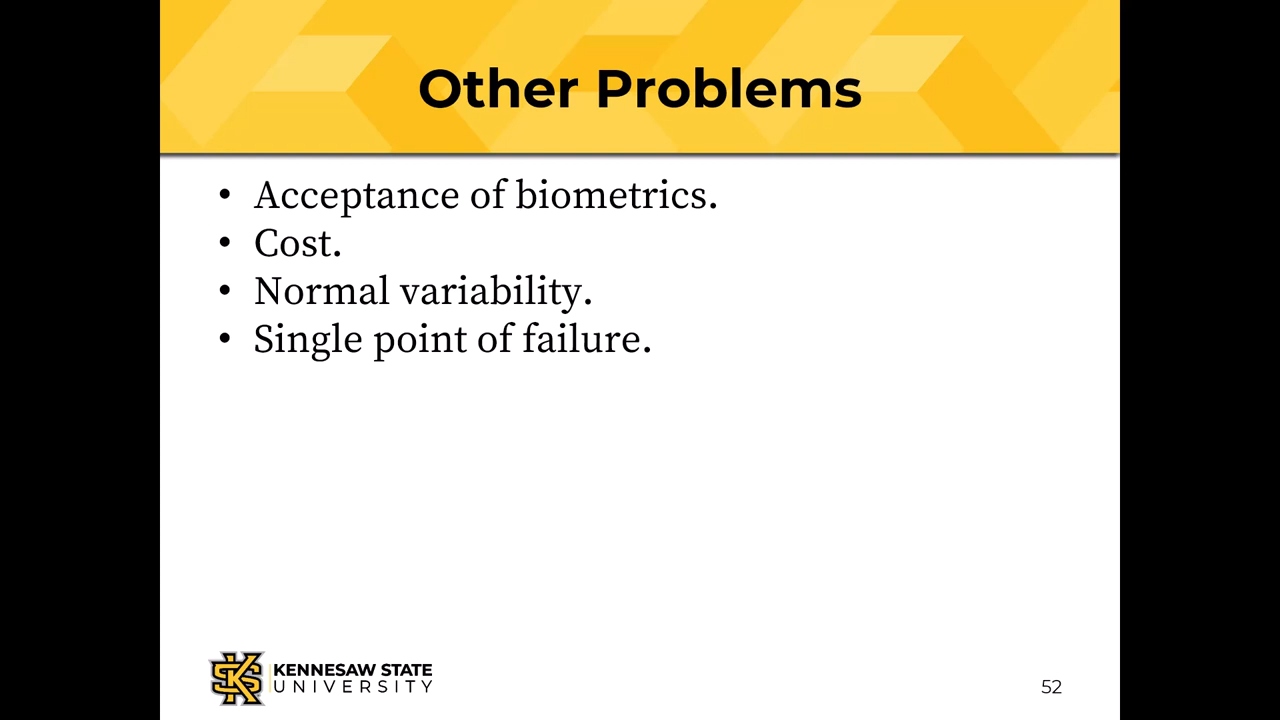 Other Problems
• Acceptance of biometrics.
• Cost.
• Normal variability.
• Single point of failure.
KENNESAW STATE
UNIVERSITY
52